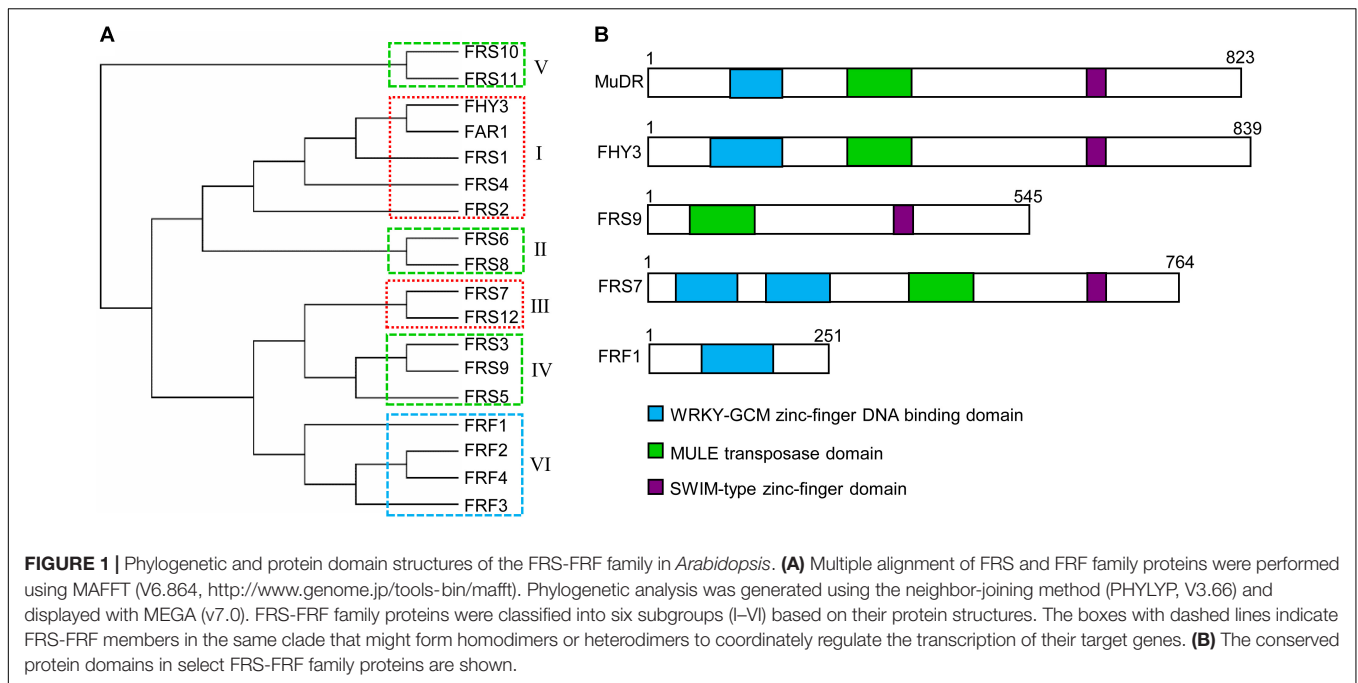 A
FRS10
FRS11
V
FHY3
FAR1
FRS1
I
FRS4
FRS2
FRS6
II
FRS8
FRS7
III
FRS12
FRS3
FRS9
IV
FRS5
FRF1
FRF2
VI
FRF4
FRF3
B
1 823
MuDR
1 839
FHY3
1 545
FRS9
1 764
FRS7
1 251
FRF1
WRKY-GCM zinc-finger DNA binding domain
MULE transposase domain
SWIM-type zinc-finger domain
FIGURE 1 | Phylogenetic and protein domain structures of the FRS-FRF family in Arabidopsis. (A) Multiple alignment of FRS and FRF family proteins were performed
using MAFFT (V6.864, http://www.genome.jp/tools-bin/mafft). Phylogenetic analysis was generated using the neighbor-joining method (PHYLYP, V3.66) and
displayed with MEGA (v7.0). FRS-FRF family proteins were classified into six subgroups (I–VI) based on their protein structures. The boxes with dashed lines indicate
FRS-FRF members in the same clade that might form homodimers or heterodimers to coordinately regulate the transcription of their target genes. (B) The conserved
protein domains in select FRS-FRF family proteins are shown.